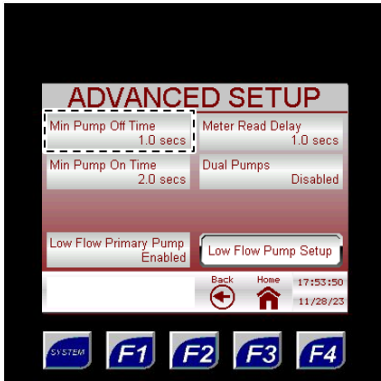 ADVANCED SETUP
Min Pump Off Time
1.0 secs
Meter Read Delay
1.0 secs
Min Pump On Time
2.0 secs
Dual Pumps
Disabled
Low Flow Primary Pump
Enabled
Low Flow Pump Setup
Back
Home
17:53:50
11/28/23
SYSTEM
F1
F2
F3
F4